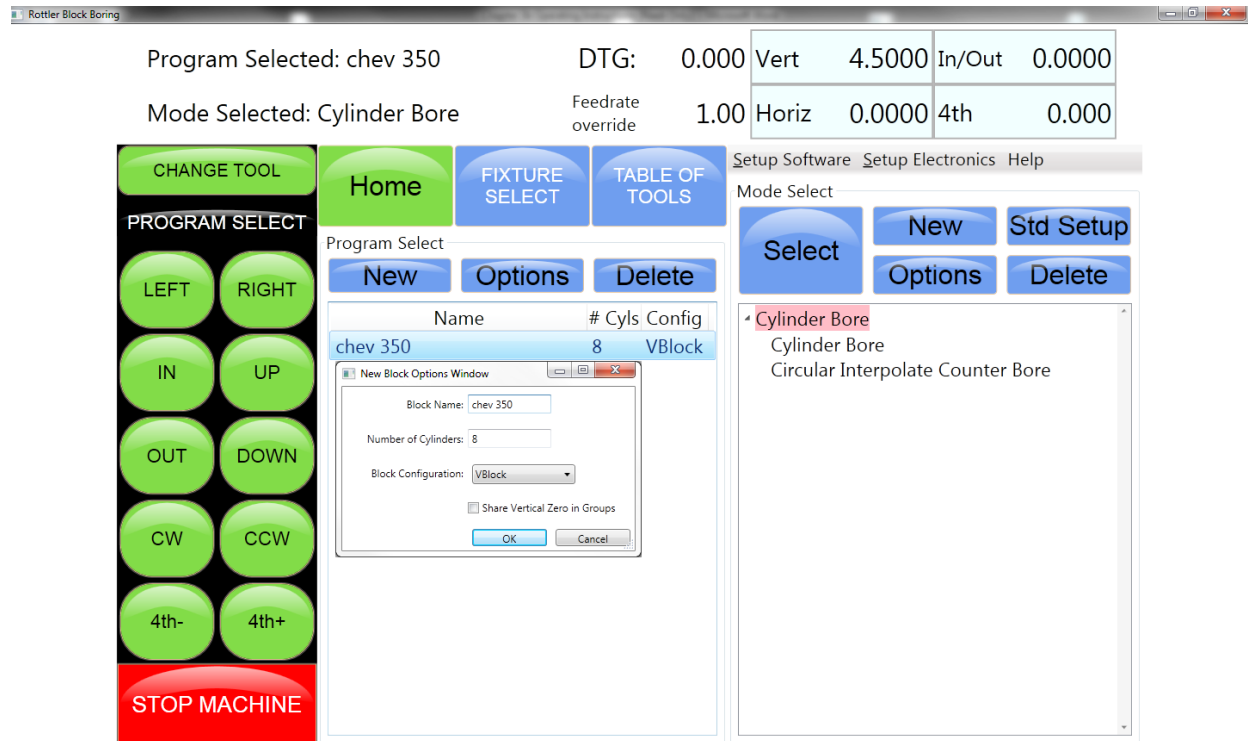 Rottler Block Boring
Program Selected: chev 350
DTG: 0.000
Vert 4.5000
In/Out 0.0000
Mode Selected: Cylinder Bore
Feedrate
override
1.00
Horiz 0.0000
4th 0.000
CHANGE TOOL
PROGRAM SELECT
LEFT
RIGHT
IN
UP
OUT
DOWN
CW
CCW
4th-
4th+
STOP MACHINE
Home
FIXTURE
SELECT
TABLE OF
TOOLS
Program Select
New
Options
Delete
Name # Cyls Config
chev 350 8 VBlock
New Block Options Window
Block Name: chev 350
Number of Cylinders: 8
Block Configuration: VBlock
Share Vertical Zero in Groups
OK
Cancel
Setup Software Setup Electronics Help
Mode Select
Select
New
Std Setup
Options
Delete
Cylinder Bore
Cylinder Bore
Circular Interpolate Counter Bore